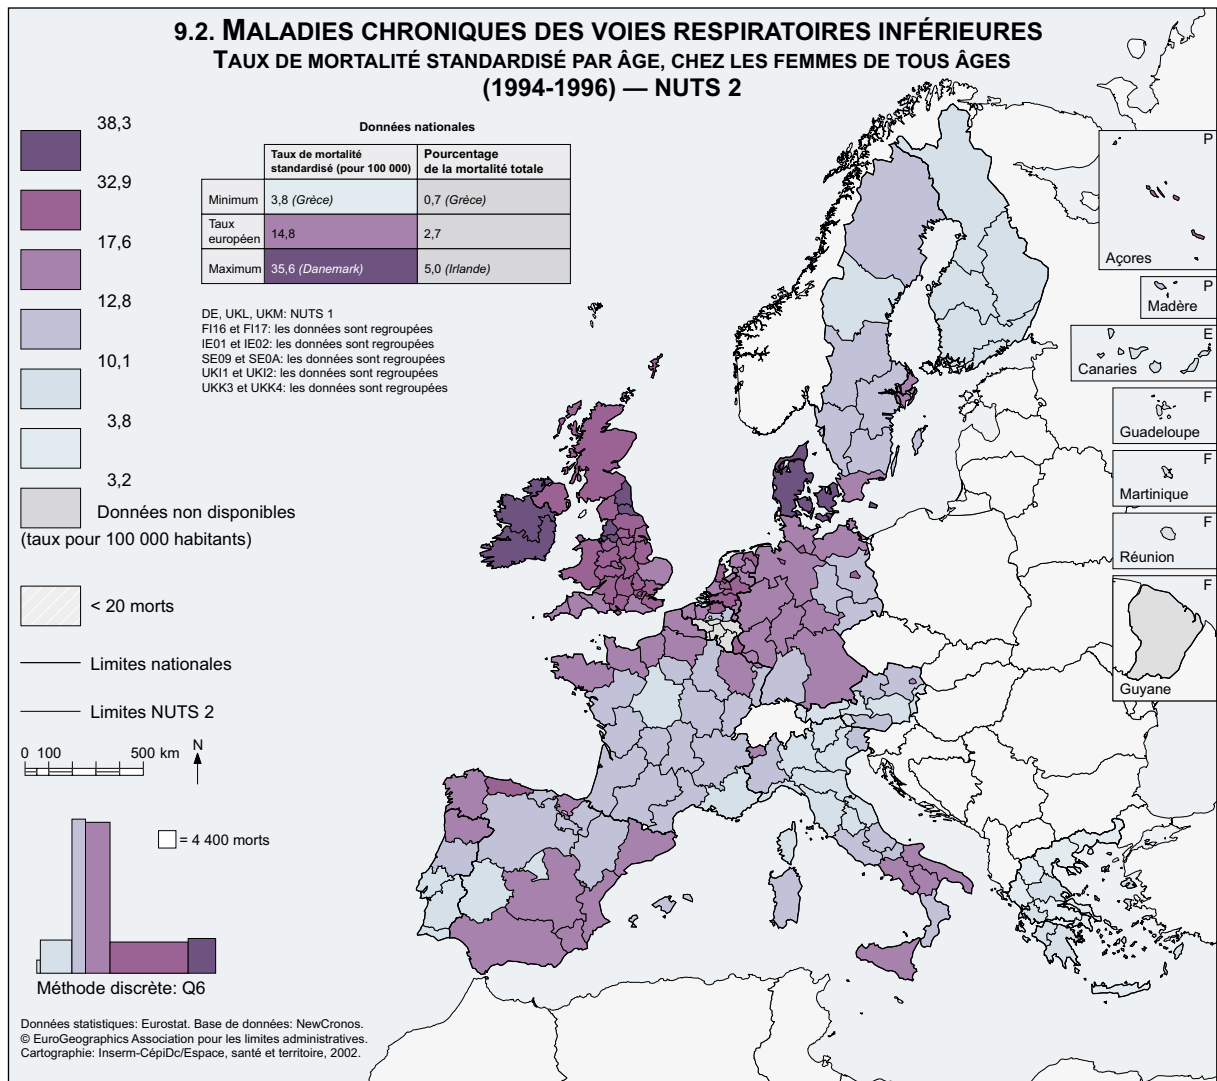 9.2. MALADIES CHRONIQUES DES VOIES RESPIRATOIRES INFÉRIEURES
TAUX DE MORTALITÉ STANDARDISÉ PAR ÂGE, CHEZ LES FEMMES DE TOUS ÂGES
(1994-1996) — NUTS 2
38,3
32,9
17,6
12,8
10,1
3,8
3,2
Données non disponibles
(taux pour 100 000 habitants)
< 20 morts
Limites nationales
Limites NUTS 2
0 100 500 km
N
Données nationales
Taux de mortalité standardisé (pour 100 000) Pourcentage de la mortalité totale
Minimum 3,8 (Grèce) 0,7 (Grèce)
Taux européen 14,8 2,7
Maximum 35,6 (Danemark) 5,0 (Irlande)
DE, UKL, UKM: NUTS 1
FI16 et FI17: les données sont regroupées
IE01 et IE02: les données sont regroupées
SE09 et SE0A: les données sont regroupées
UKI1 et UKI2: les données sont regroupées
UKK3 et UKK4: les données sont regroupées
P
Açores
P
Madère
E
Canaries
F
Guadeloupe
F
Martinique
F
Réunion
F
Guyane
= 4 400 morts
Méthode discrète: Q6
Données statistiques: Eurostat. Base de données: NewCronos.
© EuroGeographics Association pour les limites administratives.
Cartographie: Inserm-CépiDc/Espace, santé et territoire, 2002.